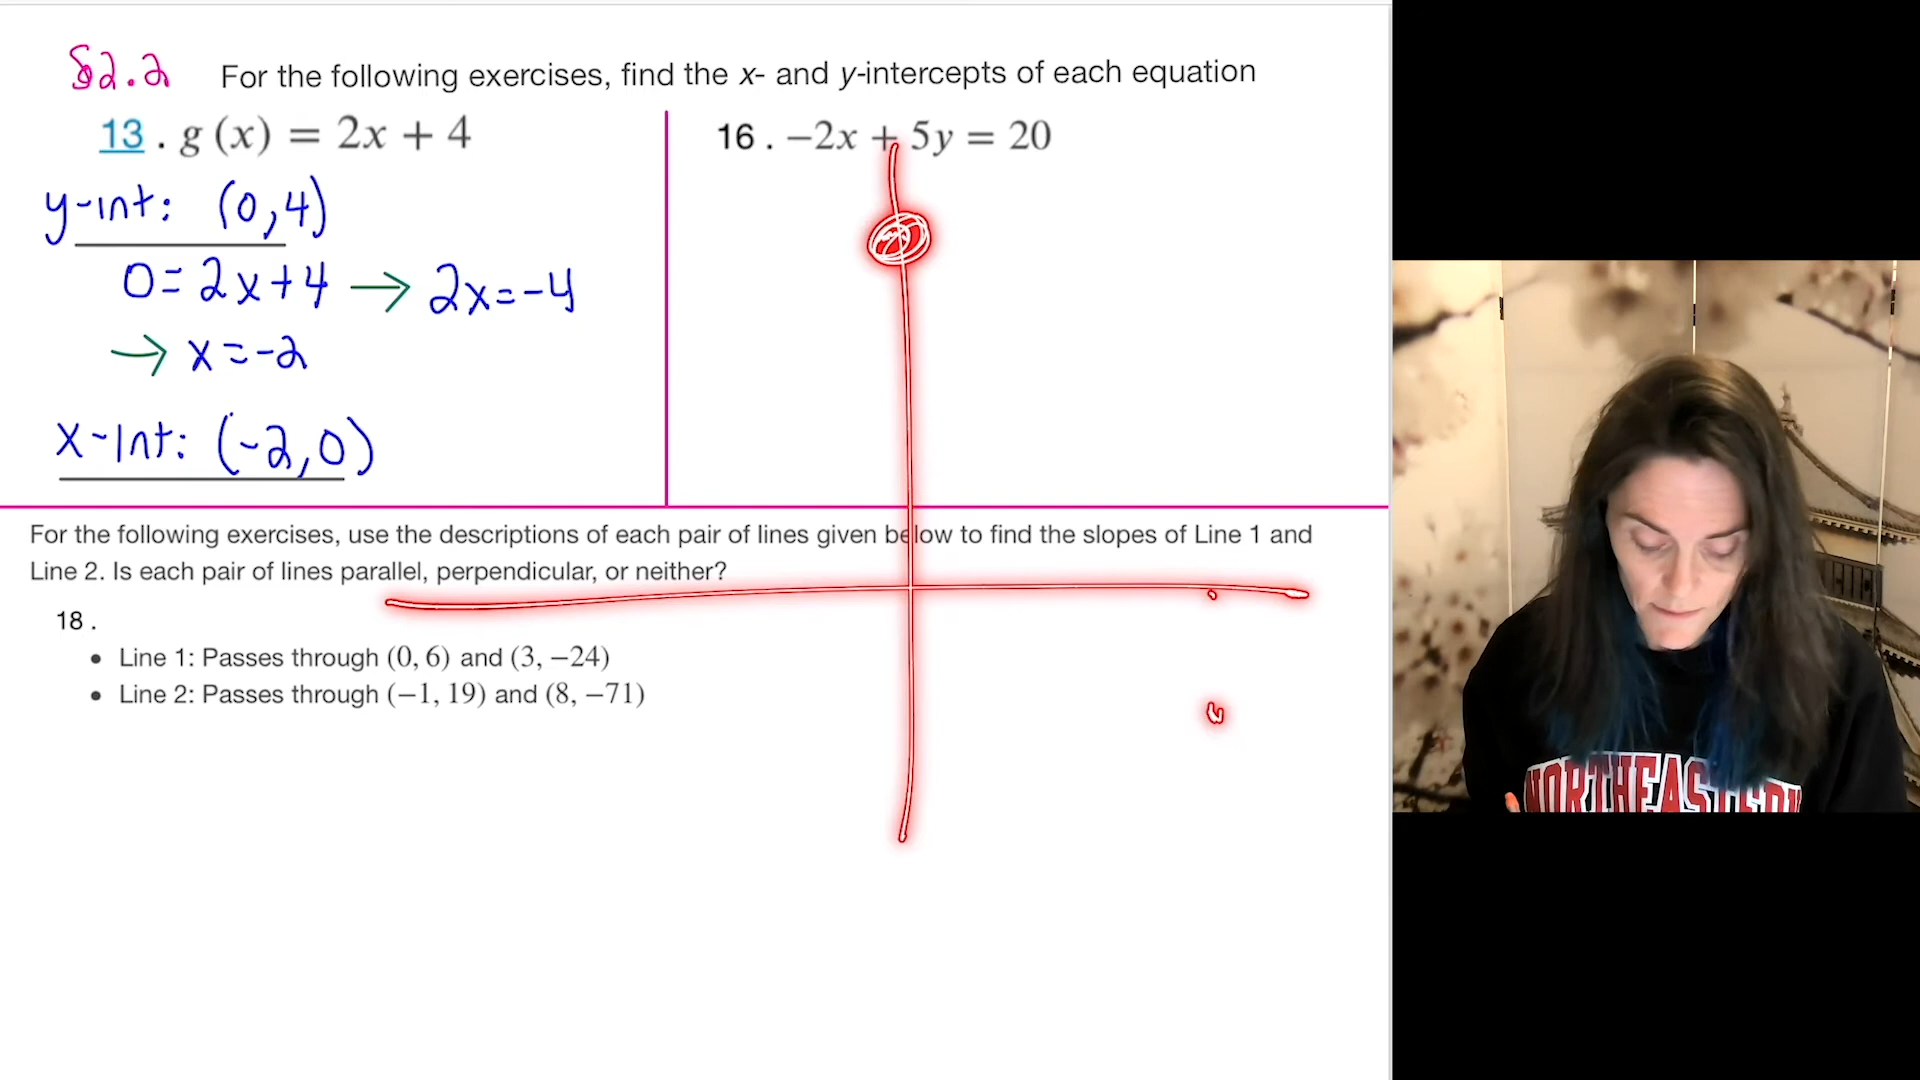 §2.2 For the following exercises, find the x- and y-intercepts of each equation
13 . g (x) = 2x + 4
y-int: (0,4)
0=2x+4 → 2x=-4
→ x=-2
x-int: (-2,0)
16 . −2x + 5y = 20
For the following exercises, use the descriptions of each pair of lines given below to find the slopes of Line 1 and
Line 2. Is each pair of lines parallel, perpendicular, or neither?
18 .
• Line 1: Passes through (0, 6) and (3, −24)
• Line 2: Passes through (−1, 19) and (8, −71)
NORTHEASTERN